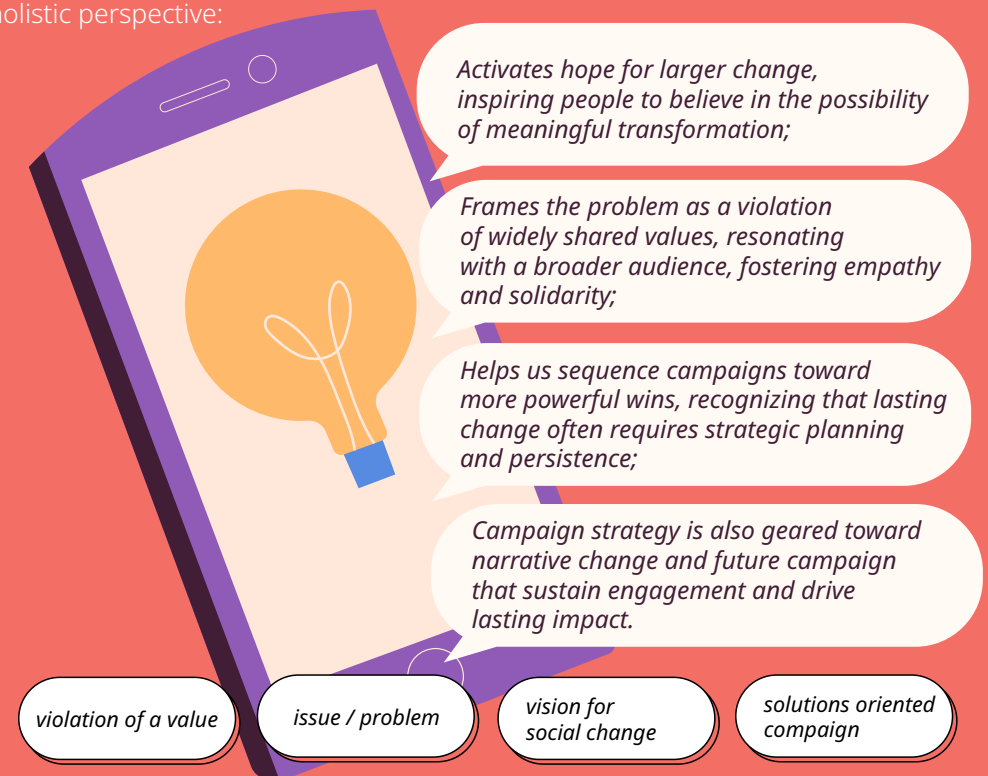 holistic perspective:
Activates hope for larger change,
inspiring people to believe in the possibility
of meaningful transformation;
Frames the problem as a violation
of widely shared values, resonating
with a broader audience, fostering empathy
and solidarity;
Helps us sequence campaigns toward
more powerful wins, recognizing that lasting
change often requires strategic planning
and persistence;
Campaign strategy is also geared toward
narrative change and future campaign
that sustain engagement and drive
lasting impact.
violation of a value
issue / problem
vision for
social change
solutions oriented
compaign